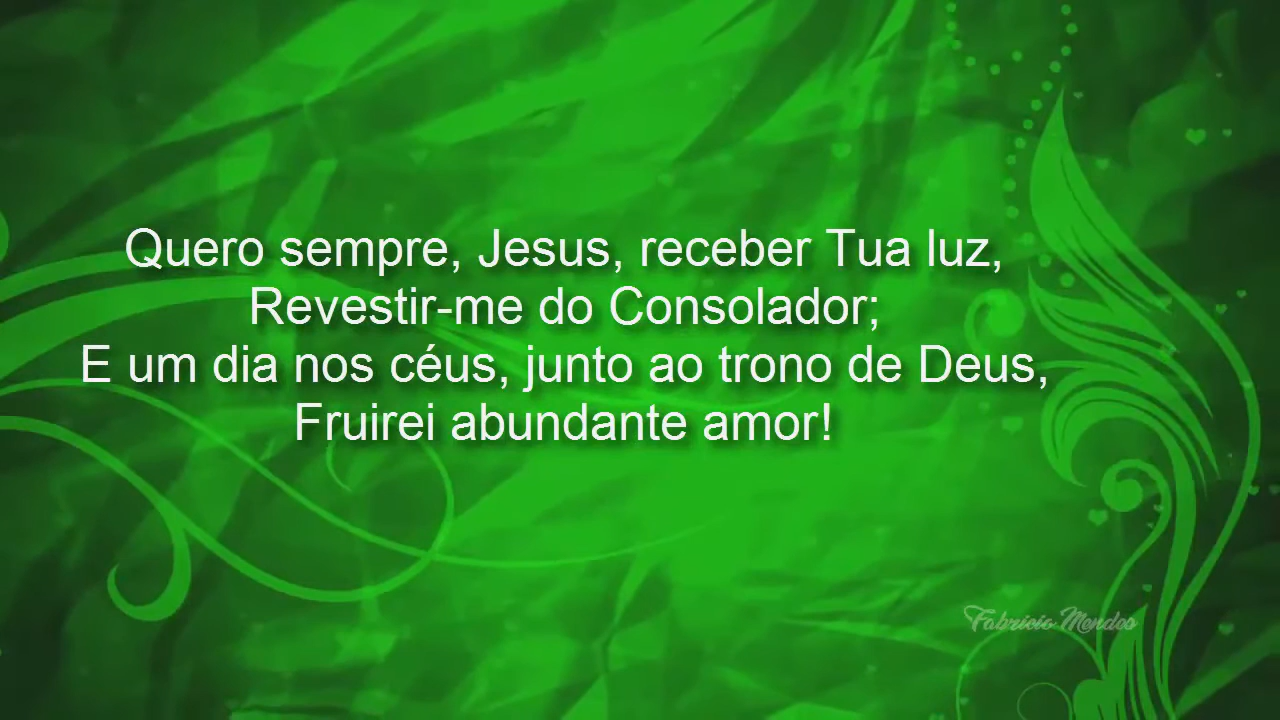 Quero sempre, Jesus, receber Tua luz,
Revestir-me do Consolador;
E um dia nos céus, junto ao trono de Deus,
Fruirei abundante amor!
Fabricio Mendes